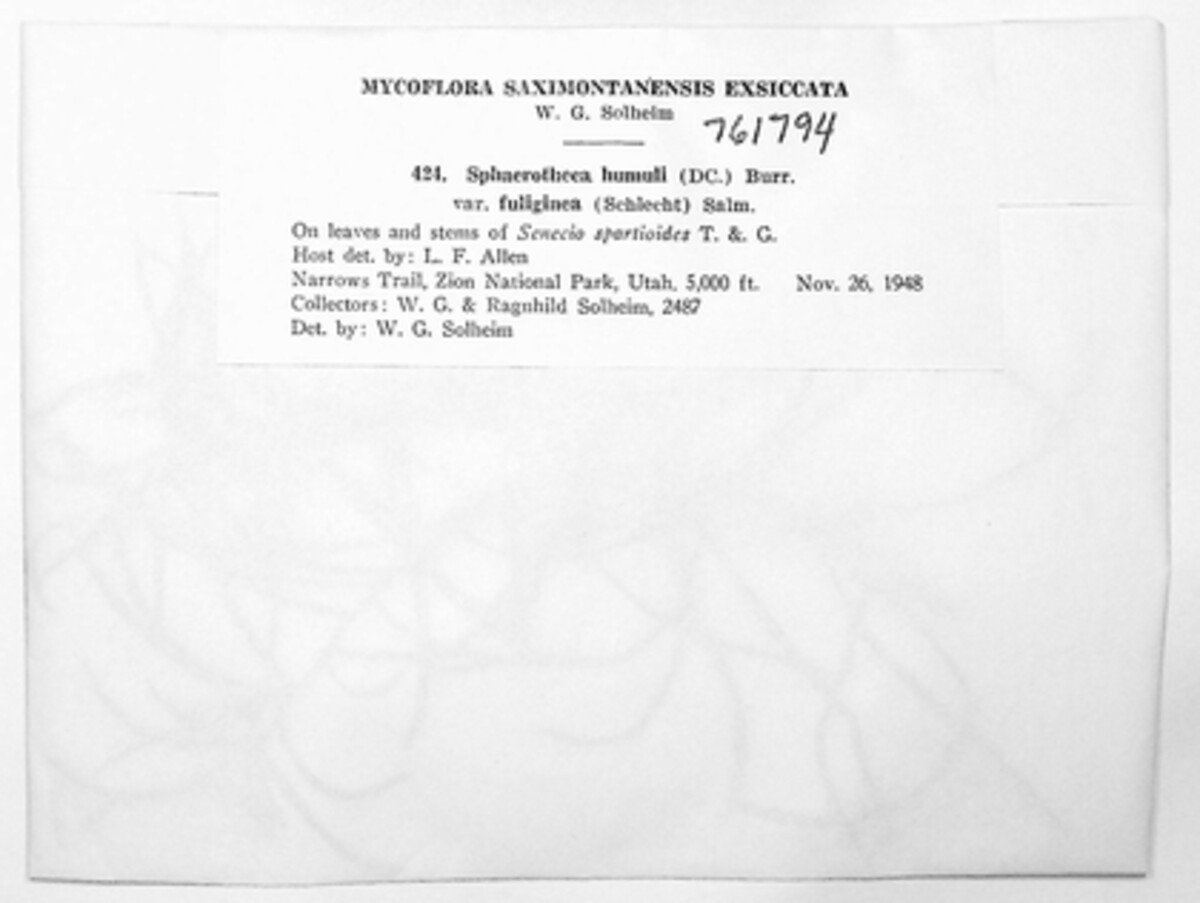 MYCOFLORA SAXIMONTANENSIS EXSICCATA
W. G. Solheim
761794
424. Sphaerotheca humuli (DC.) Burr.
var. fuliginea (Schlecht) Salm.
On leaves and stems of Senecio spartioides T. &. G.
Host det. by: L. F. Allen
Narrows Trail, Zion National Park, Utah, 5,000 ft. Nov. 26, 1948
Collectors: W. G. & Ragnhild Solheim, 2487
Det. by: W. G. Solheim